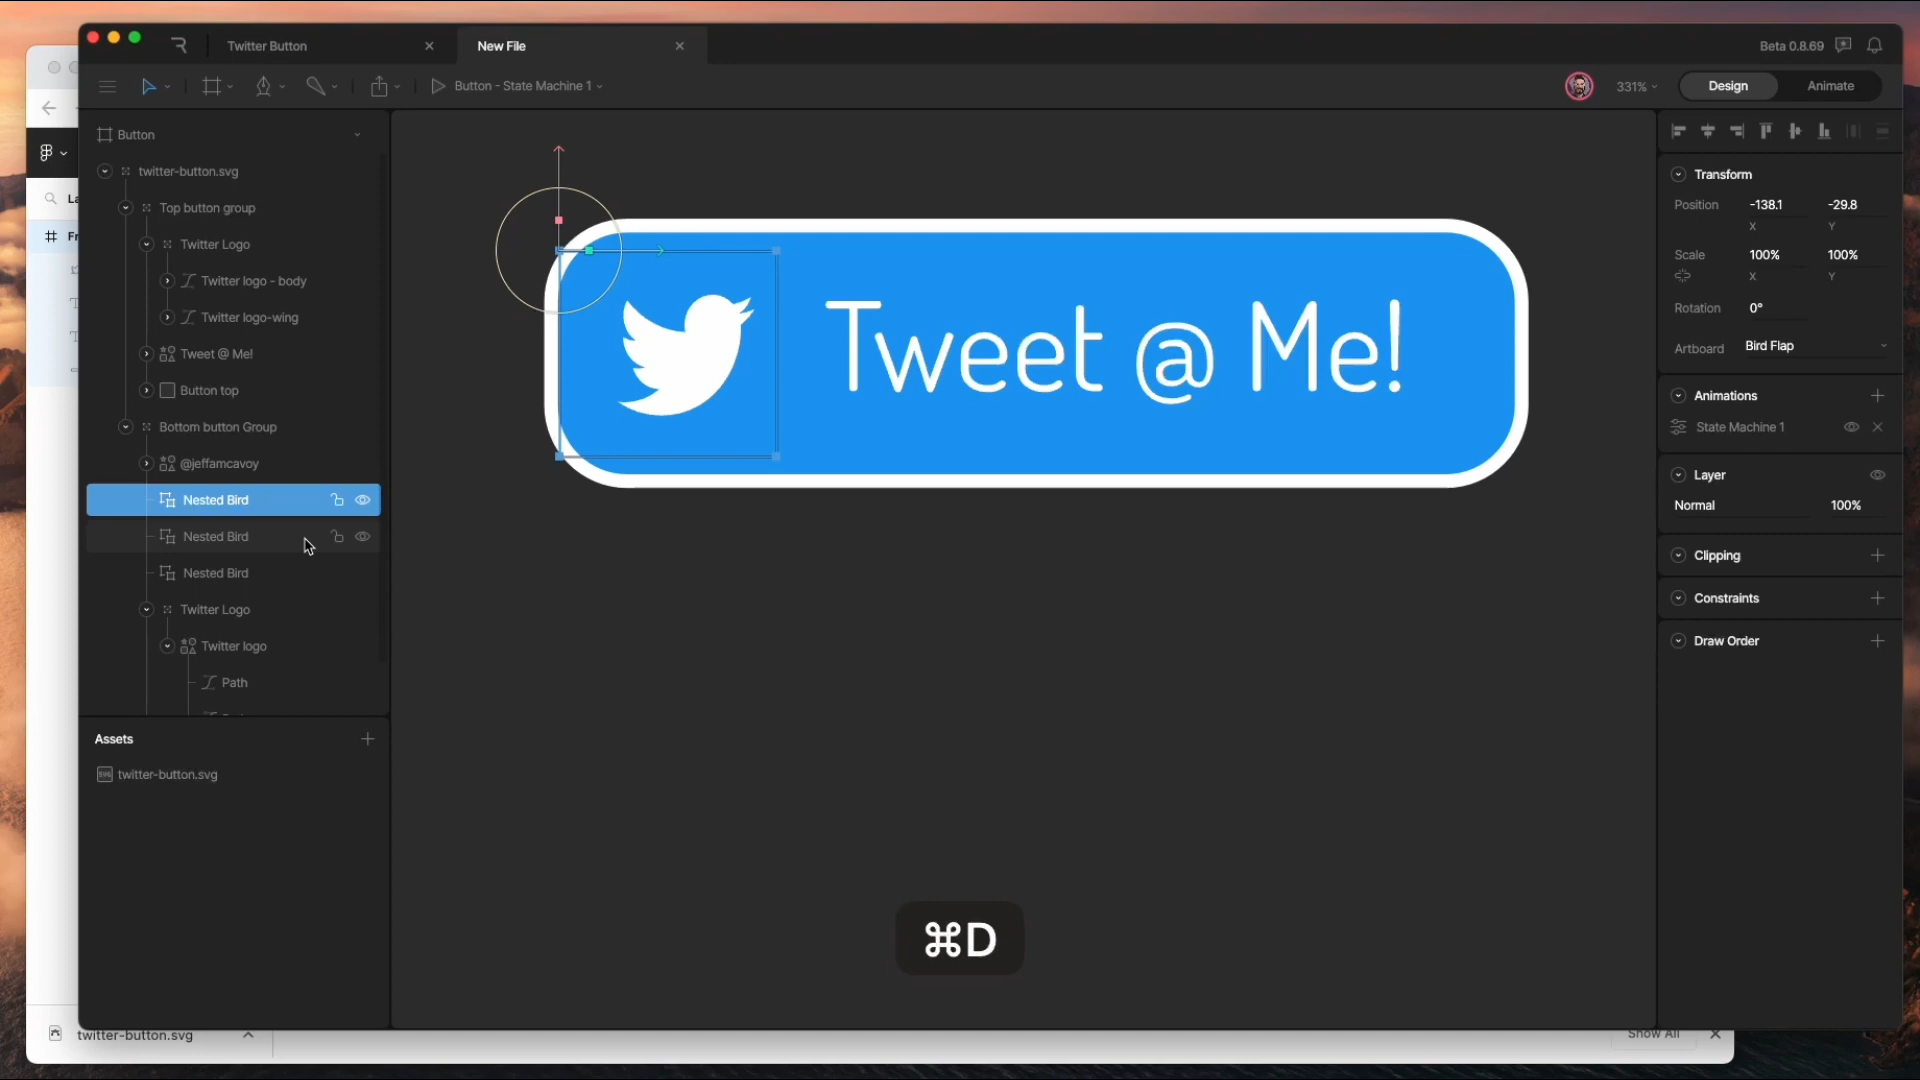 Twitter Button
New File
Beta 0.8.69
Button - State Machine 1
331%
Design
Animate
Button
twitter-button.svg
Top button group
Twitter Logo
Twitter logo - body
Twitter logo-wing
Tweet @ Me!
Button top
Bottom button Group
@jeffamcavoy
Nested Bird
Nested Bird
Nested Bird
Twitter Logo
Twitter logo
Path
Assets
twitter-button.svg
Tweet @ Me!
⌘D
Transform
Position
-138.1
-29.8
X
Y
Scale
100%
100%
X
Y
Rotation
0°
Artboard
Bird Flap
Animations
State Machine 1
Layer
Normal
100%
Clipping
Constraints
Draw Order
La
Fr
twitter-button.svg
Show All